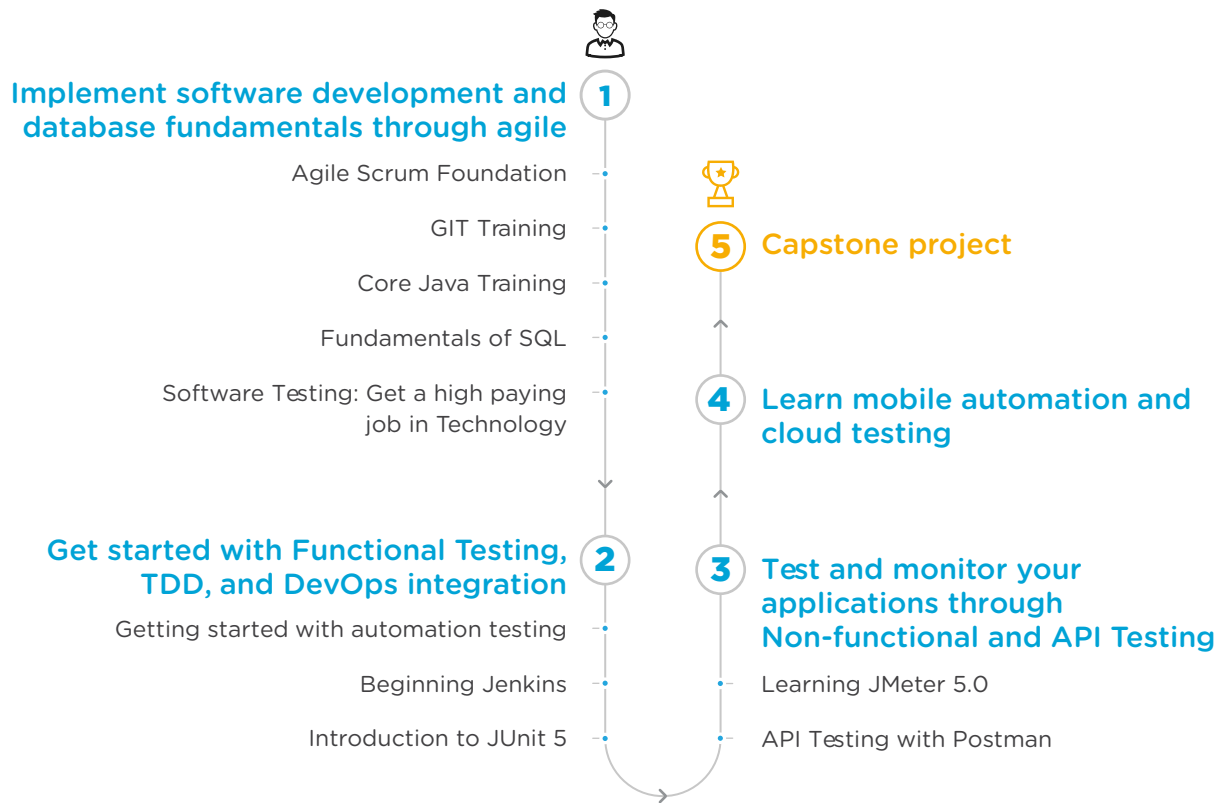 1
Implement software development and
database fundamentals through agile
Agile Scrum Foundation
GIT Training
Core Java Training
Fundamentals of SQL
Software Testing: Get a high paying
job in Technology
2
Get started with Functional Testing,
TDD, and DevOps integration
Getting started with automation testing
Beginning Jenkins
Introduction to JUnit 5
3
Test and monitor your
applications through
Non-functional and API Testing
Learning JMeter 5.0
API Testing with Postman
4
Learn mobile automation and
cloud testing
5
Capstone project